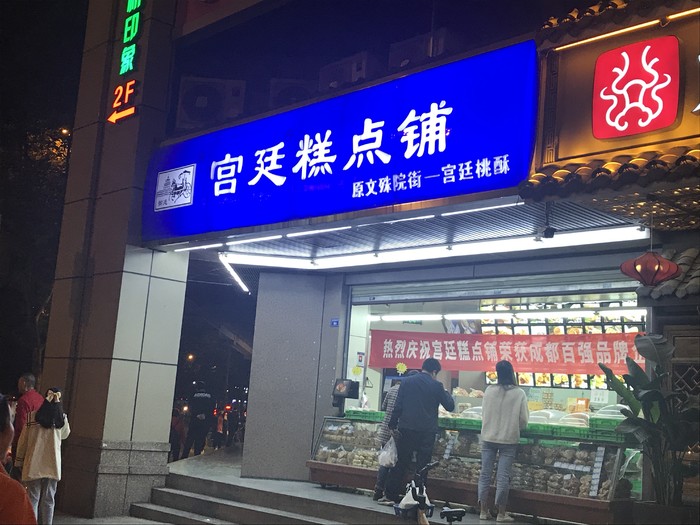 印象
2F
宫廷糕点铺
原文殊院街—宫廷桃酥
热烈庆祝宫廷糕点铺荣获成都百强品牌店